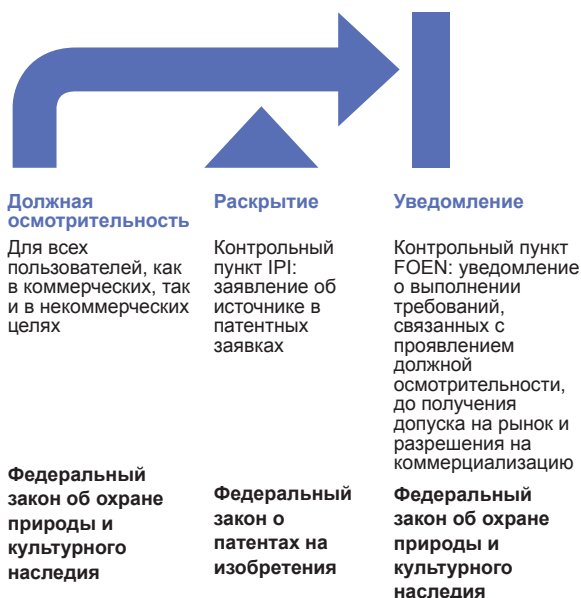 Должная
осмотрительность
Для всех
пользователей, как
в коммерческих, так
и в некоммерческих
целях
Федеральный
закон об охране
природы и
культурного
наследия
Раскрытие
Контрольный
пункт IPI:
заявление об
источнике в
патентных
заявках
Федеральный
закон о
патентах на
изобретения
Уведомление
Контрольный пункт
FOEN: уведомление
о выполнении
требований,
связанных с
проявлением
должной
осмотрительности,
до получения
допуска на рынок и
разрешения на
коммерциализацию
Федеральный
закон об охране
природы и
культурного
наследия